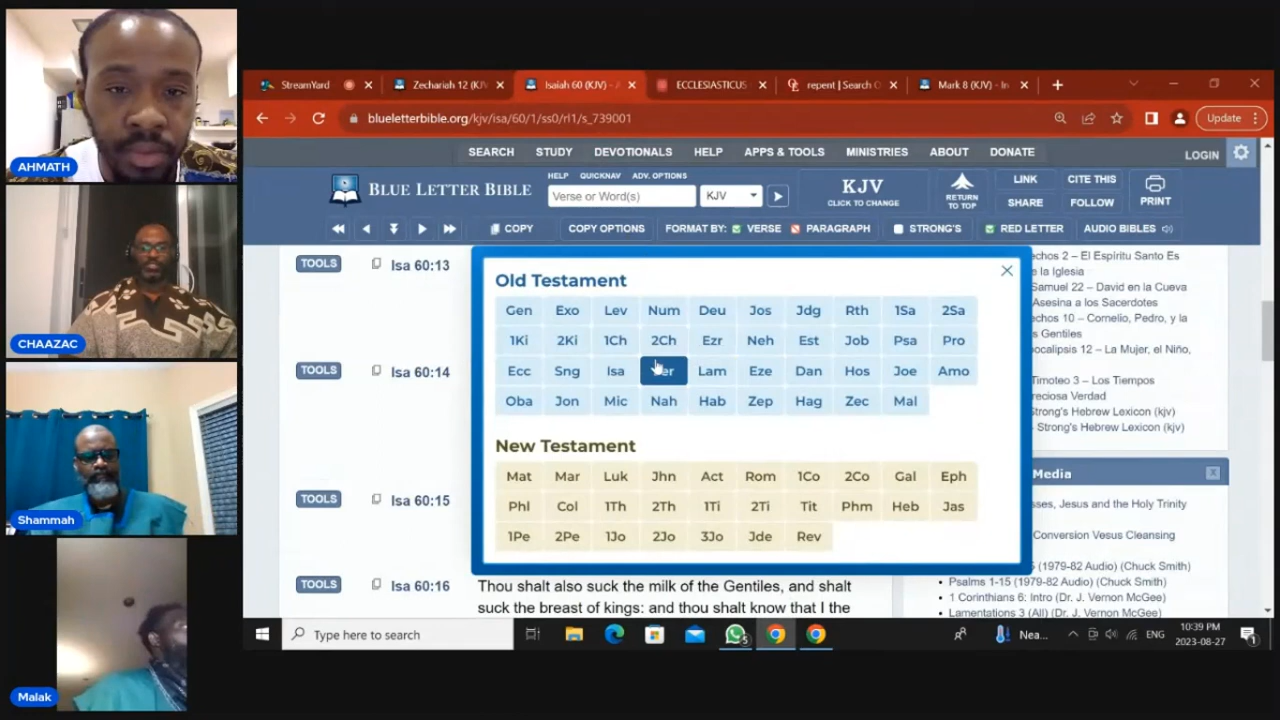 AHMATH
CHAAZAC
Shammah
Malak
StreamYard
Zechariah 12 (KJV
Isaiah 60 (KJV) - A
ECCLESIASTICUS
repent | Search O
Mark 8 (KJV) - In
blueletterbible.org/kjv/isa/60/1/ss0/rl1/s_739001
Update
SEARCH STUDY DEVOTIONALS HELP APPS & TOOLS MINISTRIES ABOUT DONATE
LOGIN
BLUE LETTER BIBLE
HELP QUICKNAV ADV. OPTIONS
Verse or Word(s)
KJV
KJV
CLICK TO CHANGE
RETURN
TO TOP
LINK
SHARE
CITE THIS
FOLLOW
PRINT
COPY COPY OPTIONS FORMAT BY: VERSE PARAGRAPH STRONG'S RED LETTER AUDIO BIBLES
TOOLS Isa 60:13
TOOLS Isa 60:14
TOOLS Isa 60:15
TOOLS Isa 60:16
Old Testament
Gen Exo Lev Num Deu Jos Jdg Rth 1Sa 2Sa
1Ki 2Ki 1Ch 2Ch Ezr Neh Est Job Psa Pro
Ecc Sng Isa Lam Eze Dan Hos Joe Amo
Oba Jon Mic Nah Hab Zep Hag Zec Mal
New Testament
Mat Mar Luk Jhn Act Rom 1Co 2Co Gal Eph
Phl Col 1Th 2Th 1Ti 2Ti Tit Phm Heb Jas
1Pe 2Pe 1Jo 2Jo 3Jo Jde Rev
Thou shalt also suck the milk of the Gentiles, and shalt
suck the breast of kings: and thou shalt know that I the
echos 2 – El Espíritu Santo Es
e la Iglesia
Samuel 22 – David en la Cueva
Asesina a los Sacerdotes
echos 10 – Cornelio, Pedro, y la
s Gentiles
ocalipsis 12 – La Mujer, el Niño,
Timoteo 3 – Los Tiempos
reciosa Verdad
rong's Hebrew Lexicon (kjv)
Strong's Hebrew Lexicon (kjv)
Media
ses, Jesus and the Holy Trinity
Conversion Vesus Cleansing
5 (1979-82 Audio) (Chuck Smith)
Psalms 1-15 (1979-82 Audio) (Chuck Smith)
1 Corinthians 6: Intro (Dr. J. Vernon McGee)
Lamentations 3 (All) (Dr. J. Vernon McGee)
Type here to search
5
Nea...
ENG
10:39 PM
2023-08-27
1